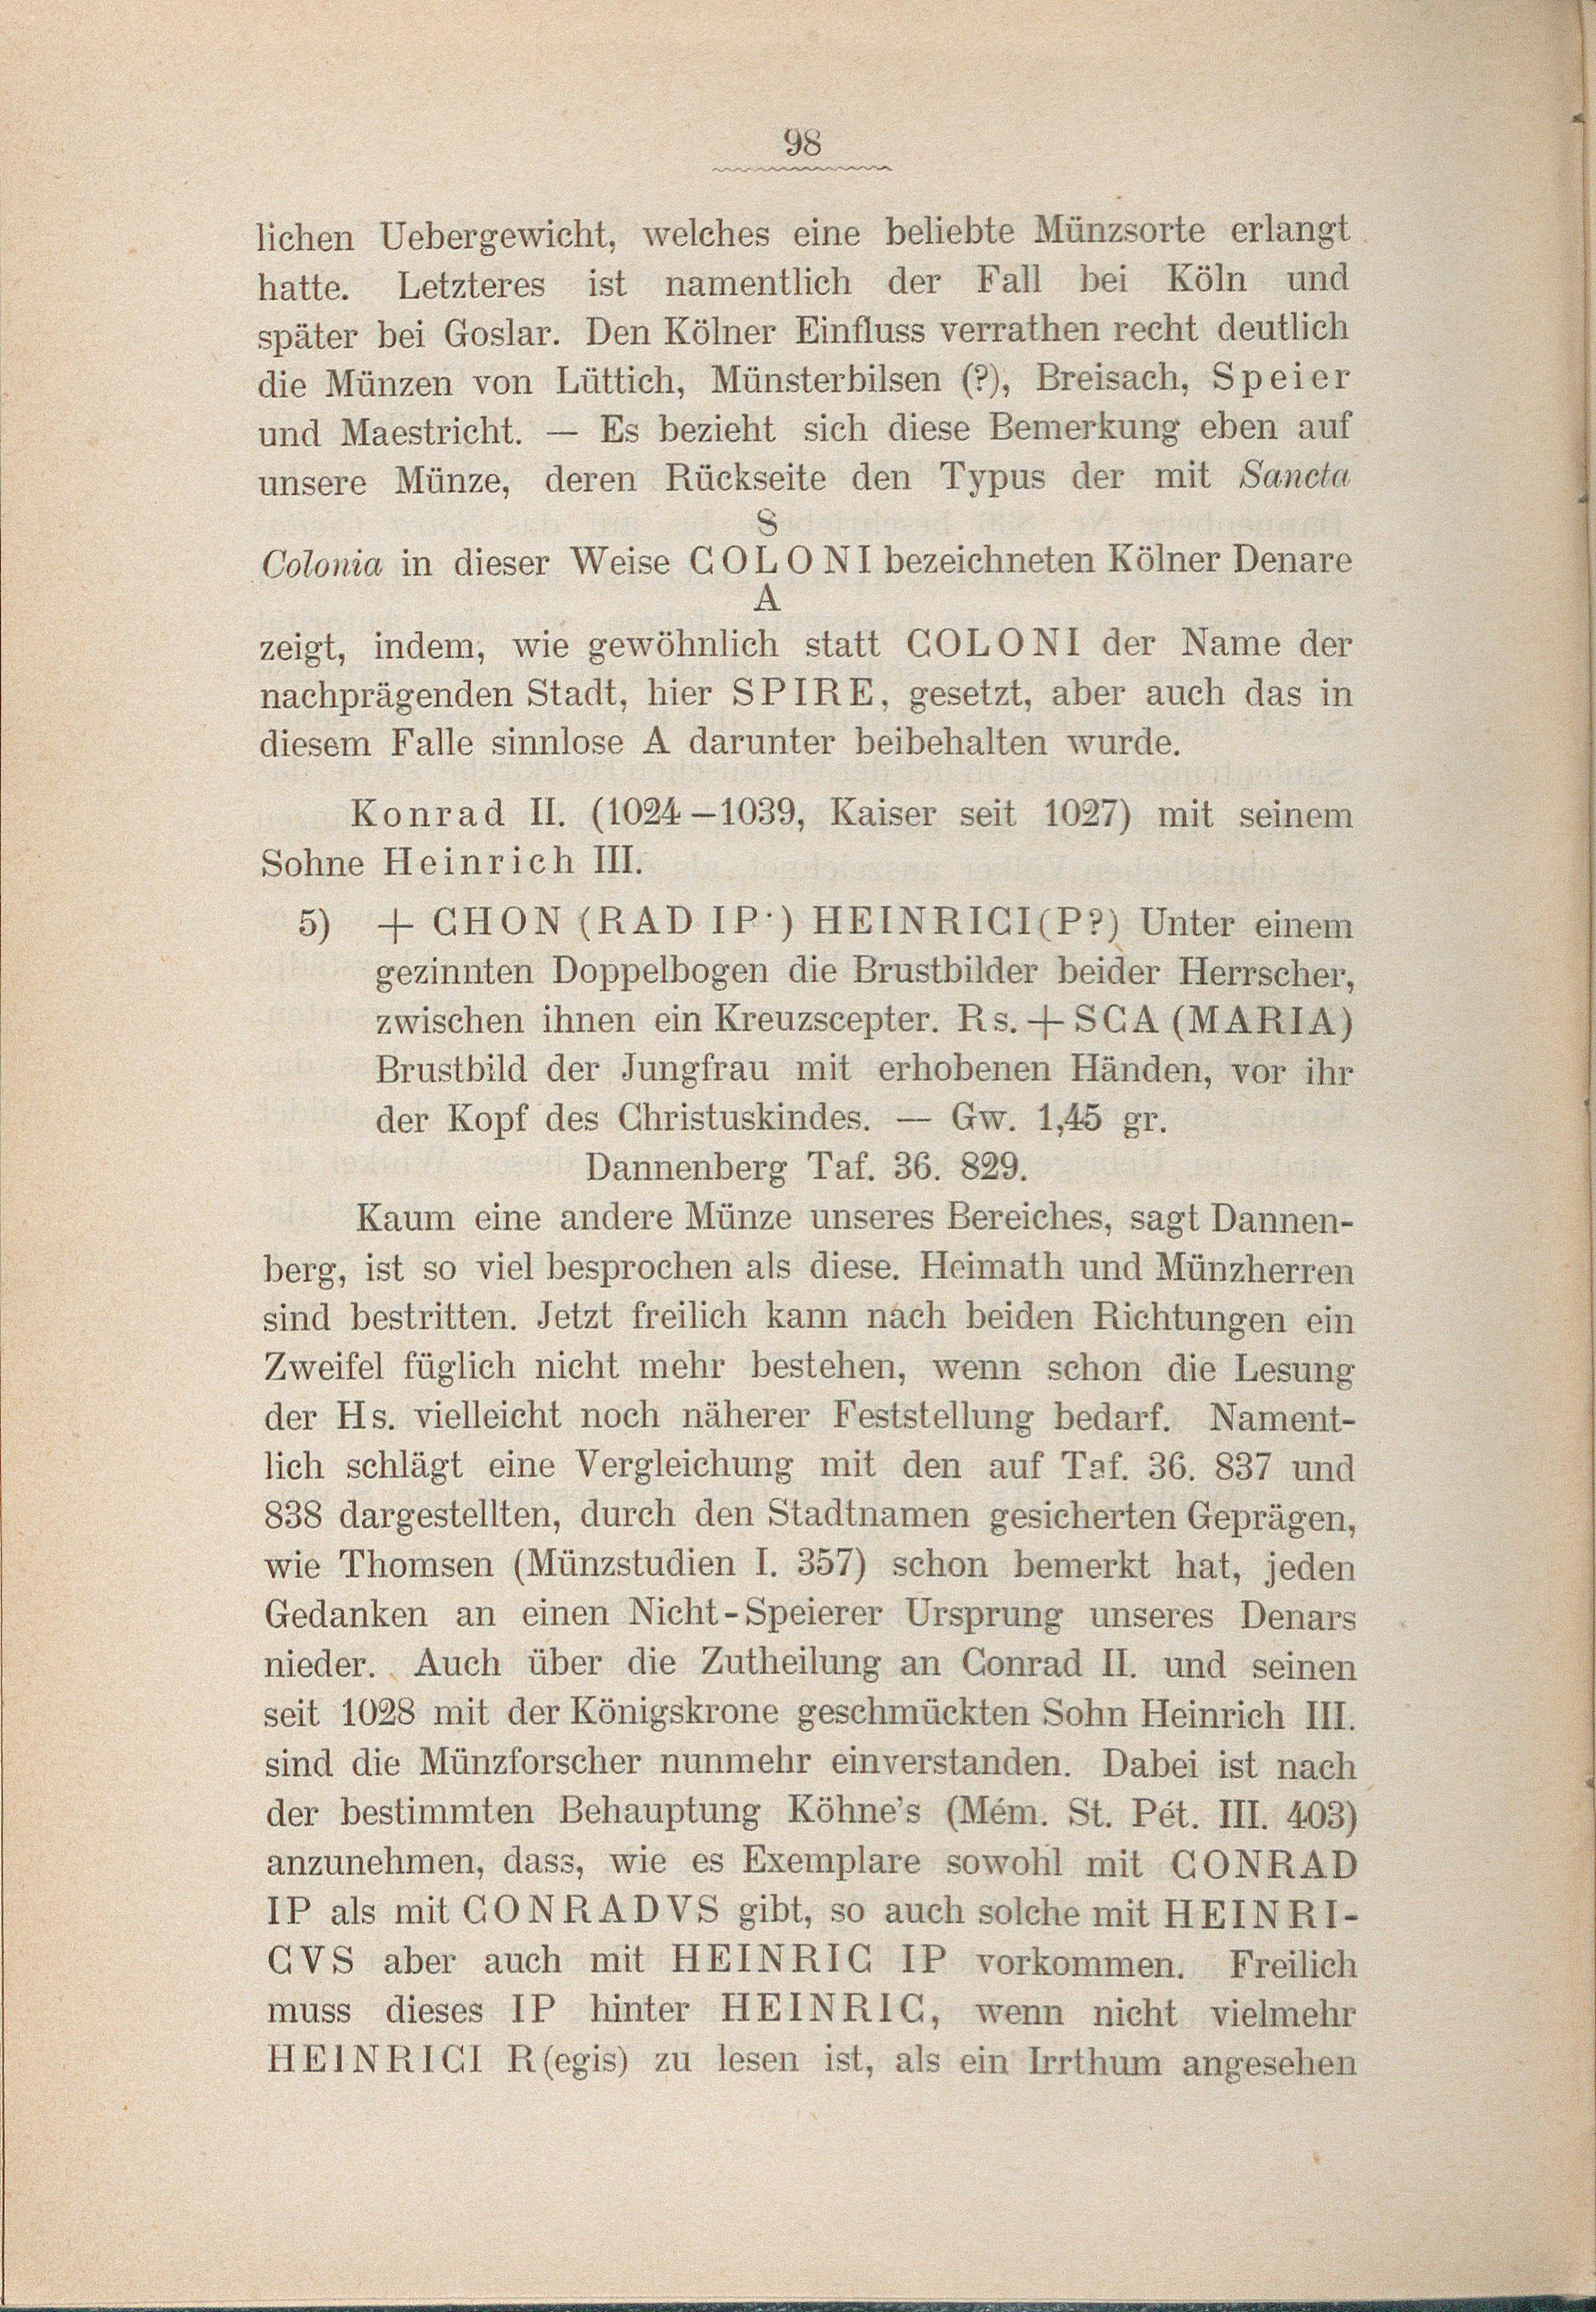 98
lichen Uebergewicht, welches eine beliebte Münzsorte erlangt
hatte. Letzteres ist namentlich der Fall bei Köln und
später bei Goslar. Den Kölner Einfluss verrathen recht deutlich
die Münzen von Lüttich, Münsterbilsen (?), Breisach, Speier
und Maestricht. — Es bezieht sich diese Bemerkung eben auf
unsere Münze, deren Rückseite den Typus der mit Sancta
S
Colonia in dieser Weise COLONI bezeichneten Kölner Denare
A
zeigt, indem, wie gewöhnlich statt COLONI der Name der
nachprägenden Stadt, hier SPIRE, gesetzt, aber auch das in
diesem Falle sinnlose A darunter beibehalten wurde.
Konrad II. (1024–1039, Kaiser seit 1027) mit seinem
Sohne Heinrich III.
5) + CHON (RAD IP·) HEINRICI(P?) Unter einem
gezinnten Doppelbogen die Brustbilder beider Herrscher,
zwischen ihnen ein Kreuzscepter. Rs. + SCA (MARIA)
Brustbild der Jungfrau mit erhobenen Händen, vor ihr
der Kopf des Christuskindes. — Gw. 1,45 gr.
Dannenberg Taf. 36. 829.
Kaum eine andere Münze unseres Bereiches, sagt Dannen-
berg, ist so viel besprochen als diese. Heimath und Münzherren
sind bestritten. Jetzt freilich kann nach beiden Richtungen ein
Zweifel füglich nicht mehr bestehen, wenn schon die Lesung
der Hs. vielleicht noch näherer Feststellung bedarf. Nament-
lich schlägt eine Vergleichung mit den auf Taf. 36. 837 und
838 dargestellten, durch den Stadtnamen gesicherten Geprägen,
wie Thomsen (Münzstudien I. 357) schon bemerkt hat, jeden
Gedanken an einen Nicht-Speierer Ursprung unseres Denars
nieder. Auch über die Zutheilung an Conrad II. und seinen
seit 1028 mit der Königskrone geschmückten Sohn Heinrich III.
sind die Münzforscher nunmehr einverstanden. Dabei ist nach
der bestimmten Behauptung Köhne's (Mém. St. Pét. III. 403)
anzunehmen, dass, wie es Exemplare sowohl mit CONRAD
IP als mit CONRADVS gibt, so auch solche mit HEINRI-
CVS aber auch mit HEINRIC IP vorkommen. Freilich
muss dieses IP hinter HEINRIC, wenn nicht vielmehr
HEINRICI R(egis) zu lesen ist, als ein Irrthum angesehen